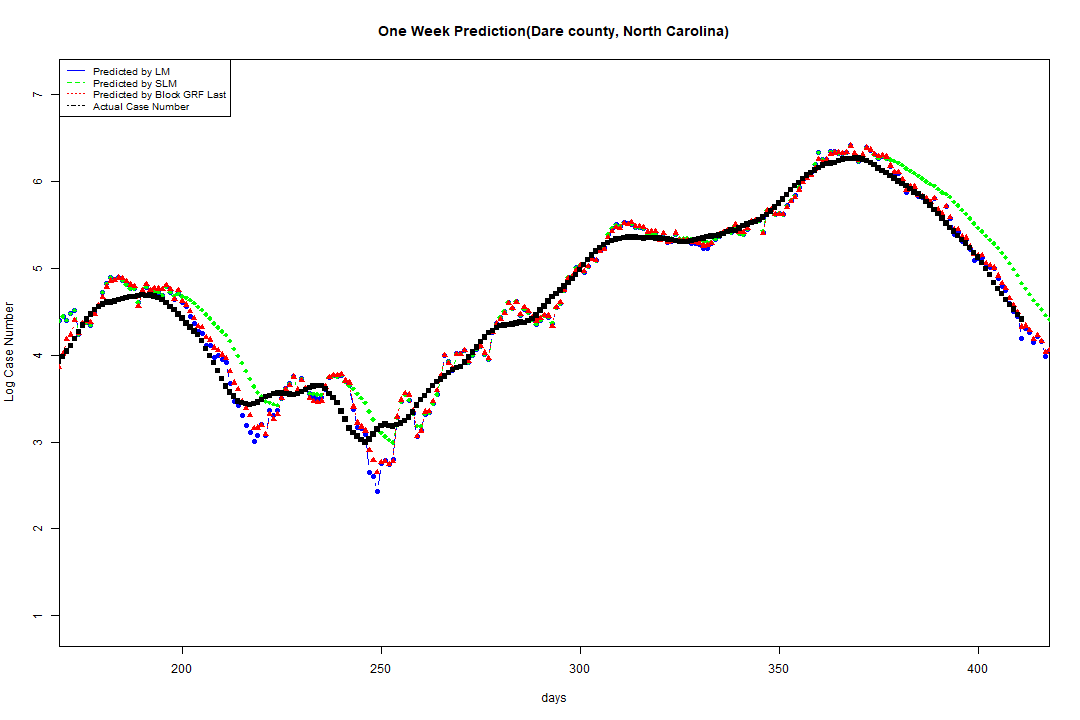 One Week Prediction(Dare county, North Carolina)
Predicted by LM
Predicted by SLM
Predicted by Block GRF Last
Actual Case Number
Log Case Number
7
6
5
4
3
2
1
200 250 300 350 400
days